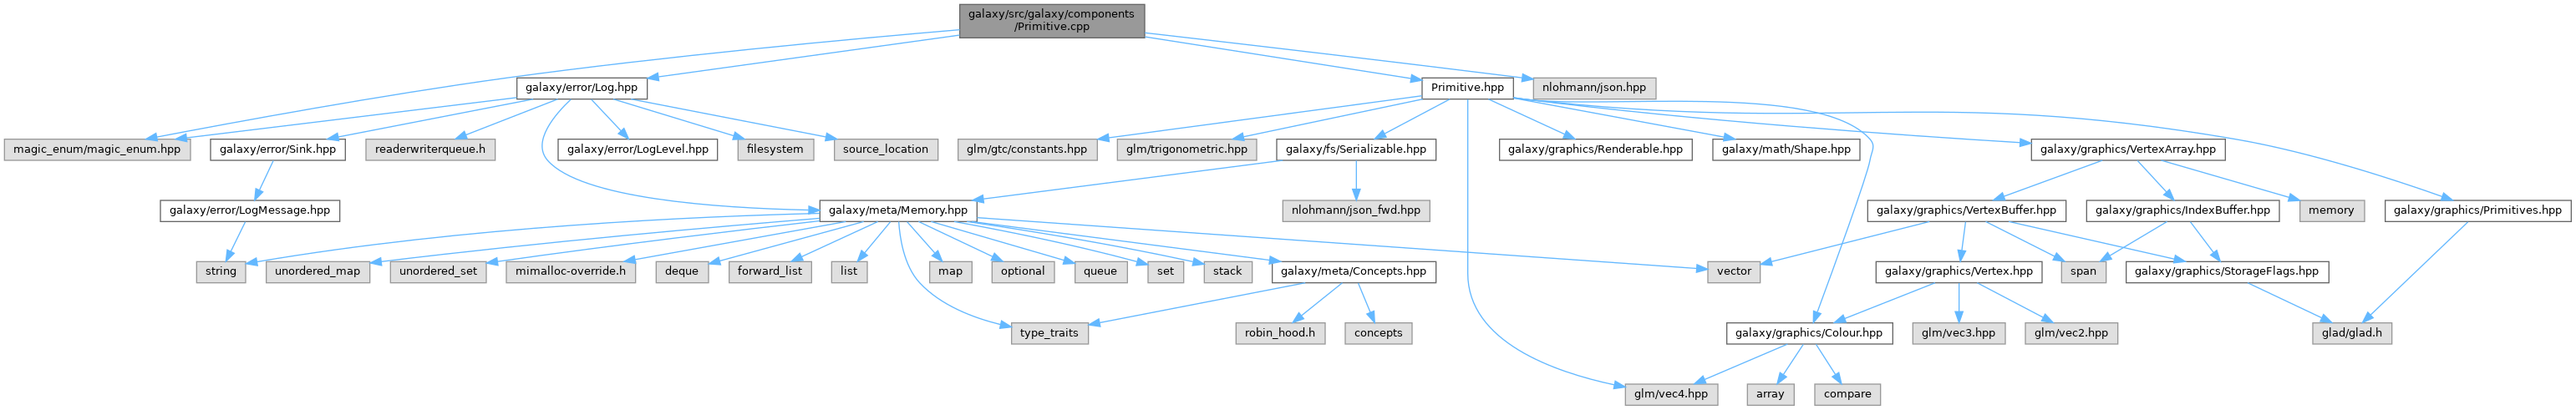 galaxy/src/galaxy/components
/Primitive.cpp
galaxy/error/Log.hpp
Primitive.hpp
nlohmann/json.hpp
magic_enum/magic_enum.hpp
galaxy/error/Sink.hpp
readerwriterqueue.h
galaxy/error/LogLevel.hpp
filesystem
source_location
glm/gtc/constants.hpp
glm/trigonometric.hpp
galaxy/fs/Serializable.hpp
galaxy/graphics/Renderable.hpp
galaxy/math/Shape.hpp
galaxy/graphics/VertexArray.hpp
galaxy/error/LogMessage.hpp
galaxy/meta/Memory.hpp
nlohmann/json_fwd.hpp
galaxy/graphics/VertexBuffer.hpp
galaxy/graphics/IndexBuffer.hpp
memory
galaxy/graphics/Primitives.hpp
string
unordered_map
unordered_set
mimalloc-override.h
deque
forward_list
list
map
optional
queue
set
stack
galaxy/meta/Concepts.hpp
vector
galaxy/graphics/Vertex.hpp
span
galaxy/graphics/StorageFlags.hpp
type_traits
robin_hood.h
concepts
galaxy/graphics/Colour.hpp
glm/vec3.hpp
glm/vec2.hpp
glad/glad.h
glm/vec4.hpp
array
compare